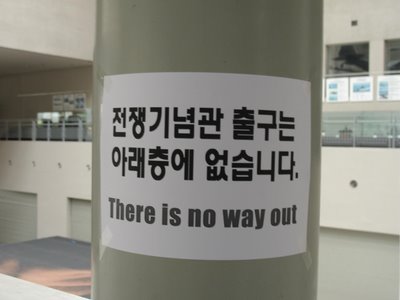 전쟁기념관 출구는
아래층에 없습니다.
There is no way out